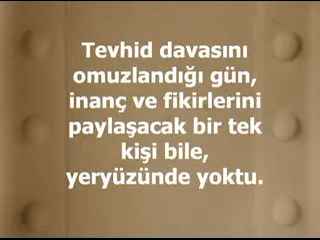 Tevhid davasını
omuzlandığı gün,
inanç ve fikirlerini
paylaşacak bir tek
kişi bile,
yeryüzünde yoktu.